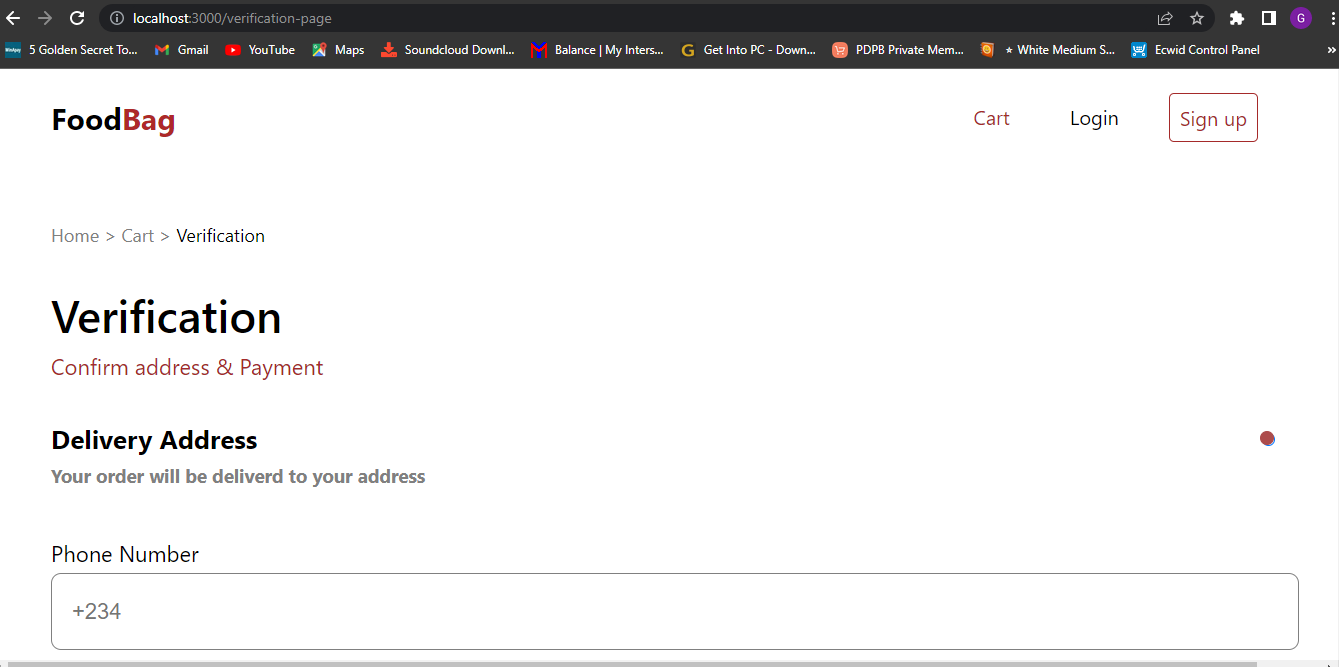 localhost:3000/verification-page
G
5 Golden Secret To... Gmail YouTube Maps Soundcloud Downl... Balance | My Inters... Get Into PC - Down... PDPB Private Mem... ★ White Medium S... Ecwid Control Panel »
FoodBag Cart Login Sign up
Home > Cart > Verification
Verification
Confirm address & Payment
Delivery Address
Your order will be deliverd to your address
Phone Number
+234